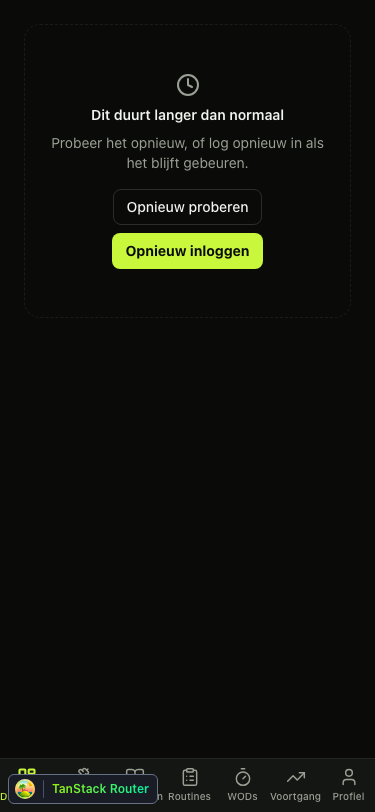 Dit duurt langer dan normaal
Probeer het opnieuw, of log opnieuw in als
het blijft gebeuren.
Opnieuw proberen
Opnieuw inloggen
TanStack Router
Routines
WODs
Voortgang
Profiel